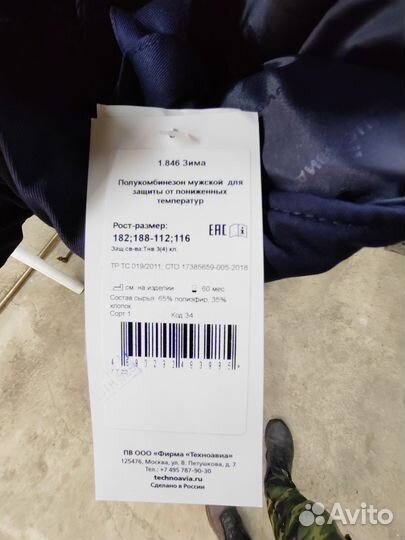 1.846 Зима
Полукомбинезон мужской для
защиты от пониженных
температур
Рост-размер:
182;188-112;116
Защ.св-ва:Тнв 3(4) кл.
EAC
ТР ТС 019/2011; СТО 17385659-005-2018
см. на изделии 60 мес.
Состав сырья: 65% полиэфир, 35%
хлопок
Сорт 1 Код 34
ПВ ООО «Фирма «Техноавиа»
125476, Москва, ул. В. Петушкова, д. 7
Тел.: +7 495 787-90-30
technoavia.ru
Сделано в России
Avito